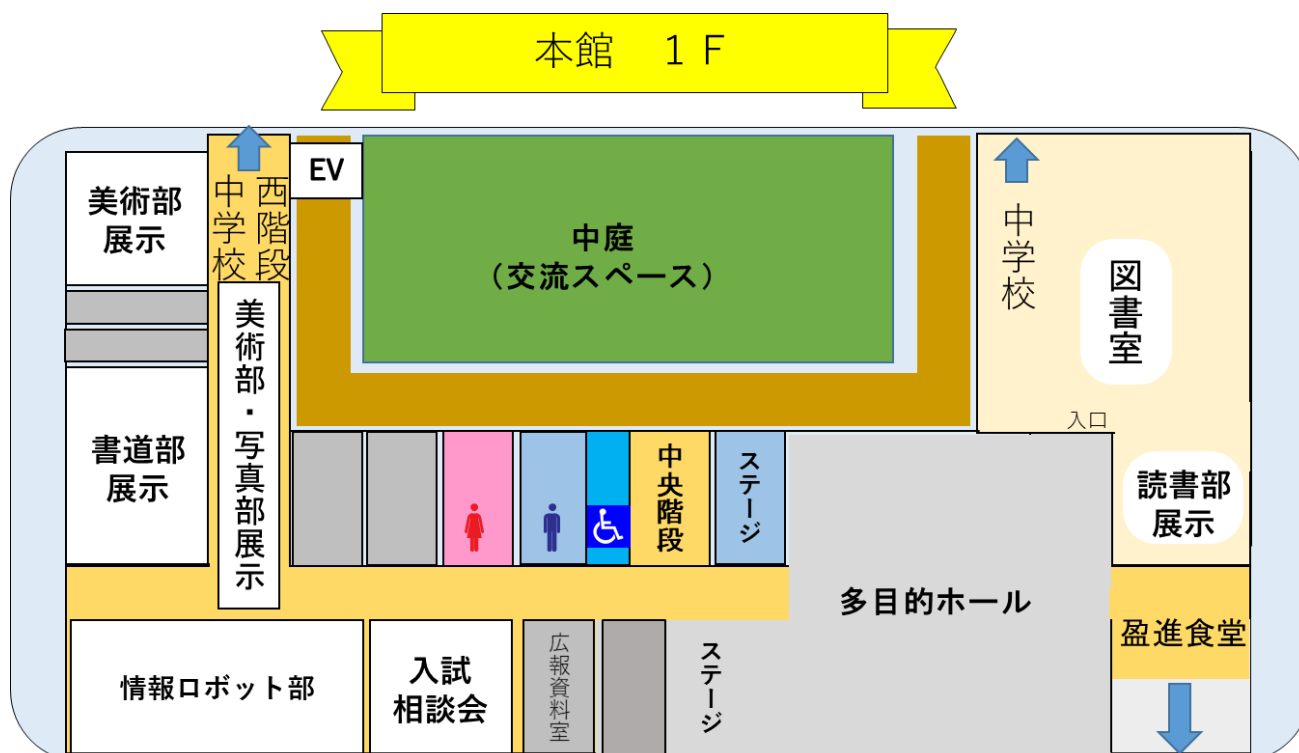 本館　１Ｆ
美術部
展示
中学校
西階段
EV
中庭
（交流スペース）
中学校
図書室
入口
書道部
展示
美術部・写真部展示
中央階段
ステージ
読書部
展示
多目的ホール
盈進食堂
情報ロボット部
入試
相談会
広報資料室
ステージ